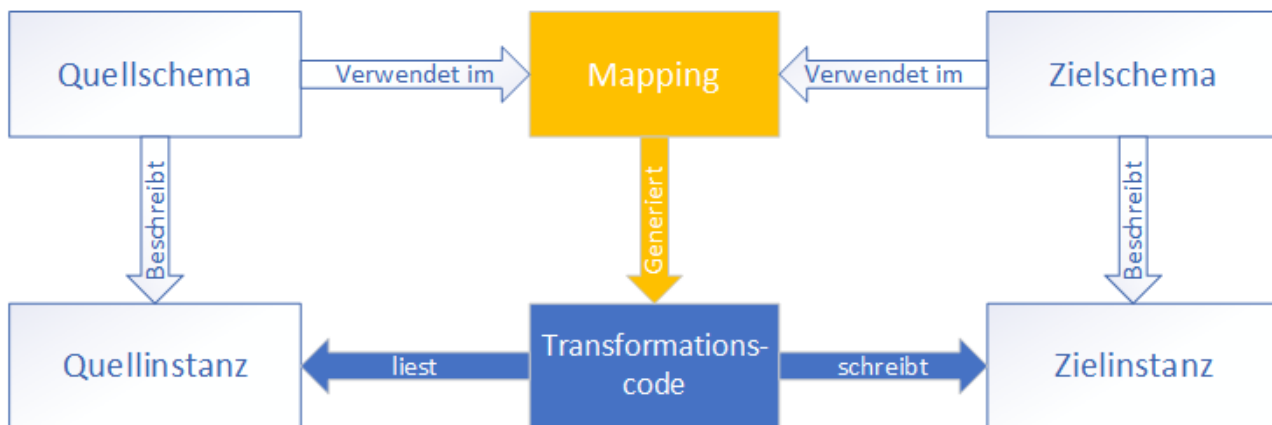 Quellschema
Verwendet im
Mapping
Verwendet im
Zielschema
Beschreibt
Generiert
Beschreibt
Quellinstanz
liest
Transformations-
code
schreibt
Zielinstanz